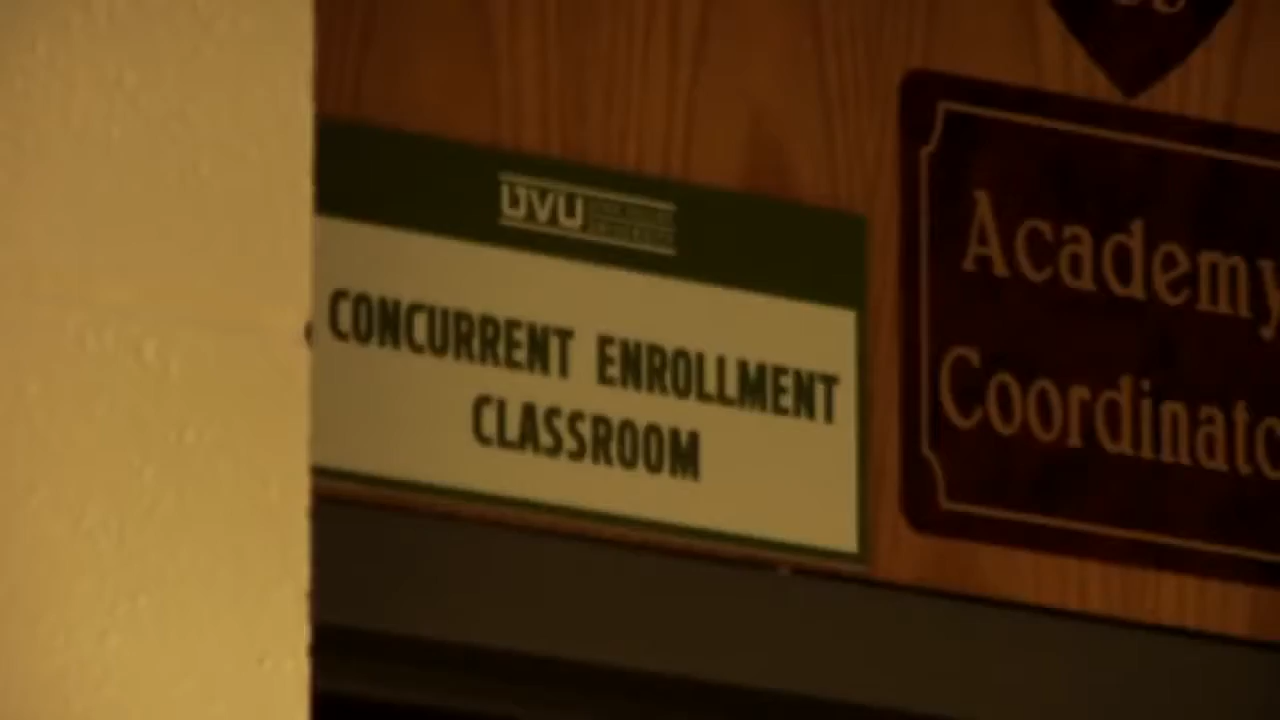 UVU
CONCURRENT ENROLLMENT
CLASSROOM
Academy
Coordinato